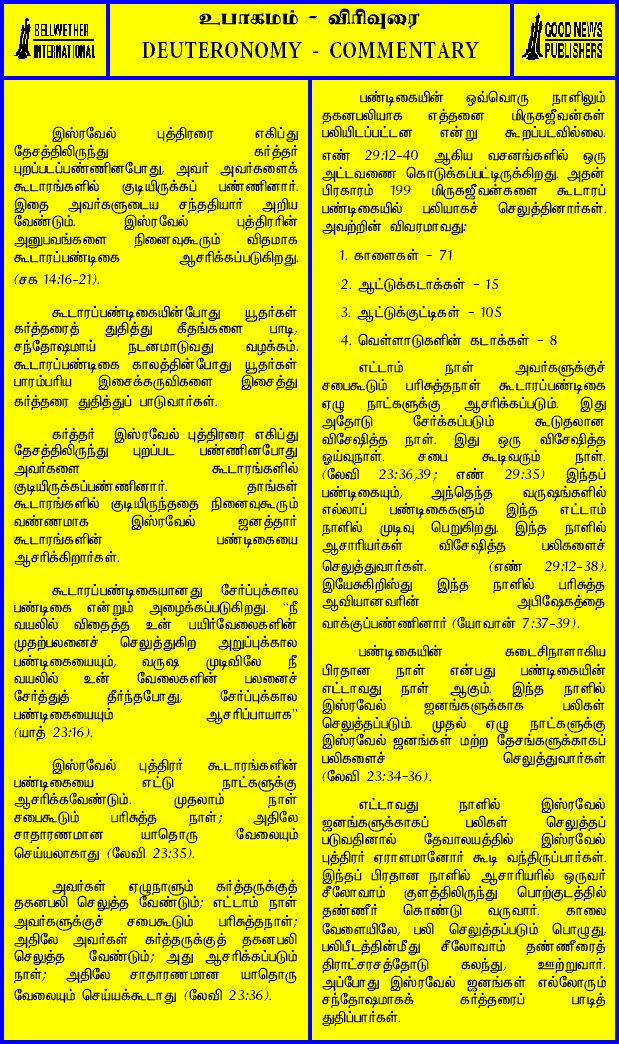 BELLWETHER
INTERNATIONAL
உபாகமம் - விரிவுரை
DEUTERONOMY - COMMENTARY
GOOD NEWS
PUBLISHERS
இஸ்ரவேல் புத்திரரை எகிப்து
தேசத்திலிருந்து கர்த்தர்
புறப்படப்பண்ணினபோது, அவர் அவர்களைக்
கூடாரங்களில் குடியிருக்கப் பண்ணினார்.
இதை அவர்களுடைய சந்ததியார் அறிய
வேண்டும். இஸ்ரவேல் புத்திரரின்
அனுபவங்களை நினைவுகூரும் விதமாக
கூடாரப்பண்டிகை ஆசரிக்கப்படுகிறது.
(சக 14:16-21).
கூடாரப்பண்டிகையின்போது யூதர்கள்
கர்த்தரைத் துதித்து கீதங்களை பாடி,
சந்தோஷமாய் நடனமாடுவது வழக்கம்.
கூடாரப்பண்டிகை காலத்தின்போது யூதர்கள்
பாரம்பரிய இசைக்கருவிகளை இசைத்து
கர்த்தரை துதித்துப் பாடுவார்கள்.
கர்த்தர் இஸ்ரவேல் புத்திரரை எகிப்து
தேசத்திலிருந்து புறப்பட பண்ணினபோது
அவர்களை கூடாரங்களில்
குடியிருக்கப்பண்ணினார். தாங்கள்
கூடாரங்களில் குடியிருந்ததை நினைவுகூரும்
வண்ணமாக இஸ்ரவேல் ஜனத்தார்
கூடாரங்களின் பண்டிகையை
ஆசரிக்கிறார்கள்.
கூடாரப்பண்டிகையானது சேர்ப்புக்கால
பண்டிகை என்றும் அழைக்கப்படுகிறது. "நீ
வயலில் விதைத்த உன் பயிர்வேலைகளின்
முதற்பலனைச் செலுத்துகிற அறுப்புக்கால
பண்டிகையையும், வருஷ முடிவிலே நீ
வயலில் உன் வேலைகளின் பலனைச்
சேர்த்துத் தீர்ந்தபோது, சேர்ப்புக்கால
பண்டிகையையும் ஆசரிப்பாயாக"
(யாத் 23:16).
இஸ்ரவேல் புத்திரர் கூடாரங்களின்
பண்டிகையை எட்டு நாட்களுக்கு
ஆசரிக்கவேண்டும். முதலாம் நாள்
சபைகூடும் பரிசுத்த நாள்; அதிலே
சாதாரணமான யாதொரு வேலையும்
செய்யலாகாது (லேவி 23:35).
அவர்கள் ஏழுநாளும் கர்த்தருக்குத்
தகனபலி செலுத்த வேண்டும்; எட்டாம் நாள்
அவர்களுக்குச் சபைகூடும் பரிசுத்தநாள்;
அதிலே அவர்கள் கர்த்தருக்குத் தகனபலி
செலுத்த வேண்டும்; அது ஆசரிக்கப்படும்
நாள்; அதிலே சாதாரணமான யாதொரு
வேலையும் செய்யக்கூடாது (லேவி 23:36).
பண்டிகையின் ஒவ்வொரு நாளிலும்
தகனபலியாக எத்தனை மிருகஜீவன்கள்
பலியிடப்பட்டன என்று கூறப்படவில்லை.
எண் 29:12-40 ஆகிய வசனங்களில் ஒரு
அட்டவணை கொடுக்கப்பட்டிருக்கிறது. அதன்
பிரகாரம் 199 மிருகஜீவன்களை கூடாரப்
பண்டிகையில் பலியாகச் செலுத்தினார்கள்.
அவற்றின் விவரமாவது:
1. காளைகள் - 71
2. ஆட்டுக்கடாக்கள் - 15
3. ஆட்டுக்குட்டிகள் - 105
4. வெள்ளாடுகளின் கடாக்கள் - 8
எட்டாம் நாள் அவர்களுக்குச்
சபைகூடும் பரிசுத்தநாள் கூடாரப்பண்டிகை
ஏழு நாட்களுக்கு ஆசரிக்கப்படும். இது
அதோடு சேர்க்கப்படும் கூடுதலான
விசேஷித்த நாள். இது ஒரு விசேஷித்த
ஓய்வுநாள். சபை கூடிவரும் நாள்.
(லேவி 23:36,39; எண் 29:35) இந்தப்
பண்டிகையும், அந்தெந்த வருஷங்களில்
எல்லாப் பண்டிகைகளும் இந்த எட்டாம்
நாளில் முடிவு பெறுகிறது. இந்த நாளில்
ஆசாரியர்கள் விசேஷித்த பலிகளைச்
செலுத்துவார்கள். (எண் 29:12-38).
இயேசுகிறிஸ்து இந்த நாளில் பரிசுத்த
ஆவியானவரின் அபிஷேகத்தை
வாக்குப்பண்ணினார் (யோவான் 7:37-39).
பண்டிகையின் கடைசிநாளாகிய
பிரதான நாள் என்பது பண்டிகையின்
எட்டாவது நாள் ஆகும். இந்த நாளில்
இஸ்ரவேல் ஜனங்களுக்காக பலிகள்
செலுத்தப்படும். முதல் ஏழு நாட்களுக்கு
இஸ்ரவேல் ஜனங்கள் மற்ற தேசங்களுக்காகப்
பலிகளைச் செலுத்துவார்கள்
(லேவி 23:34-36).
எட்டாவது நாளில் இஸ்ரவேல்
ஜனங்களுக்காகப் பலிகள் செலுத்தப்
படுவதினால் தேவாலயத்தில் இஸ்ரவேல்
புத்திரர் ஏராளமானோர் கூடி வந்திருப்பார்கள்.
இந்தப் பிரதான நாளில் ஆசாரியரில் ஒருவர்
சீலோவாம் குளத்திலிருந்து பொற்குடத்தில்
தண்ணீர் கொண்டு வருவார். காலை
வேளையிலே, பலி செலுத்தப்படும் பொழுது,
பலிபீடத்தின்மீது சீலோவாம் தண்ணீரைத்
திராட்சரசத்தோடு கலந்து, ஊற்றுவார்.
அப்போது இஸ்ரவேல் ஜனங்கள் எல்லோரும்
சந்தோஷமாகக் கர்த்தரைப் பாடித்
துதிப்பார்கள்.